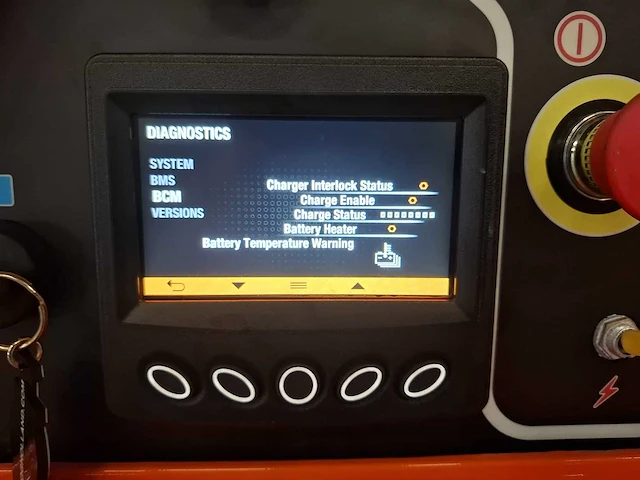 DIAGNOSTICS
SYSTEM
BMS
BCM
VERSIONS
Charger Interlock Status
Charge Enable
Charge Status
Battery Heater
Battery Temperature Warning